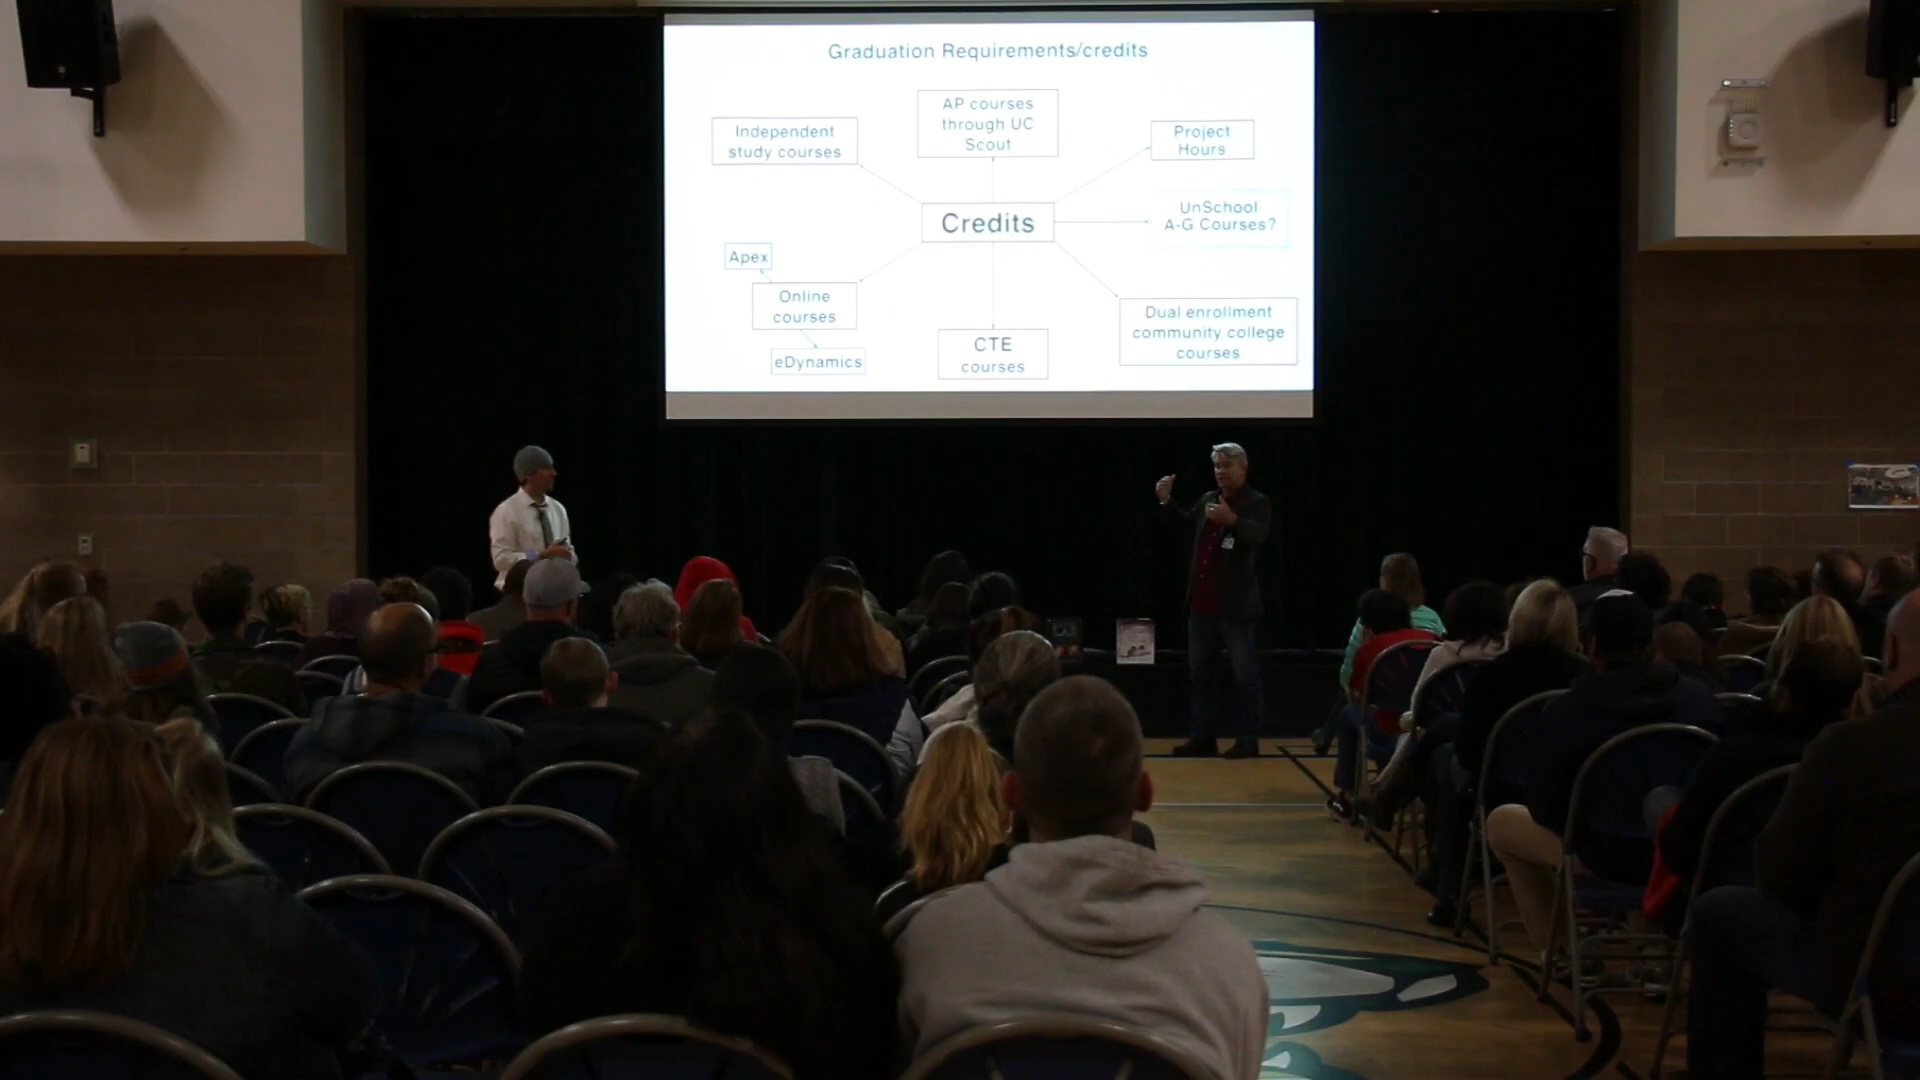 Graduation Requirements/credits
AP courses
through UC
Scout
Independent
study courses
Project
Hours
Credits
UnSchool
A-G Courses?
Apex
Online
courses
eDynamics
CTE
courses
Dual enrollment
community college
courses